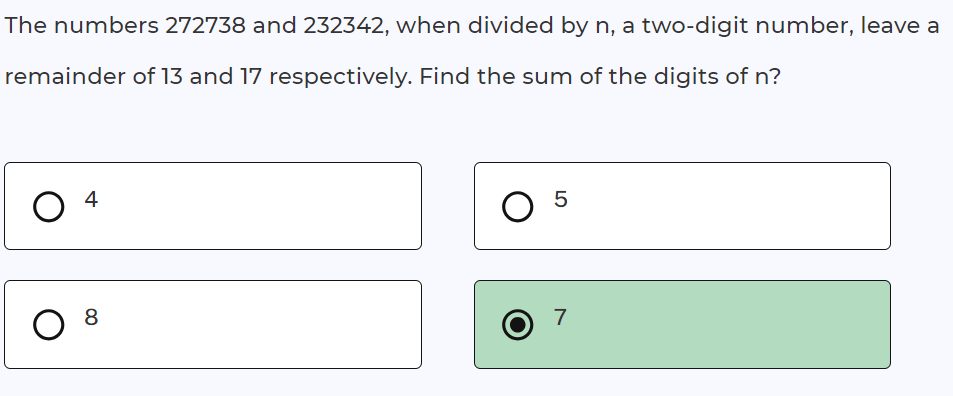 The numbers 272738 and 232342, when divided by n, a two-digit number, leave a
remainder of 13 and 17 respectively. Find the sum of the digits of n?
4
5
8
7